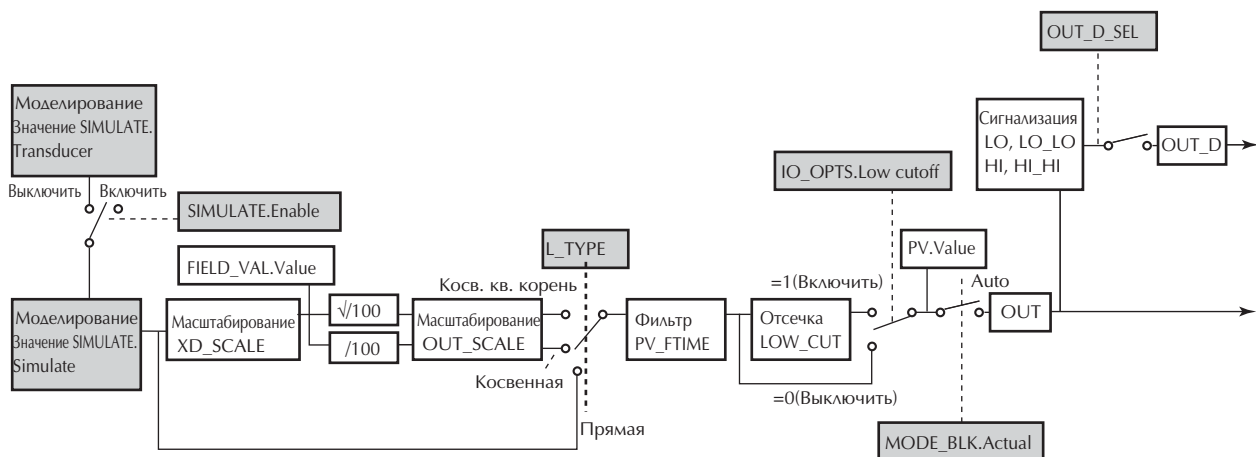 OUT_D_SEL
Моделирование
Значение SIMULATE.
Transducer
Сигнализация
LO, LO_LO
HI, HI_HI
OUT_D
IO_OPTS.Low cutoff
Выключить
Включить
SIMULATE.Enable
L_TYPE
PV.Value
FIELD_VAL.Value
Auto
Косв. кв. корень
=1(Включить)
Моделирование
Значение SIMULATE.
Simulate
Масштабирование
XD_SCALE
√/100
/100
Масштабирование
OUT_SCALE
Фильтр
PV_FTIME
Отсечка
LOW_CUT
OUT
Косвенная
=0(Выключить)
Прямая
MODE_BLK.Actual